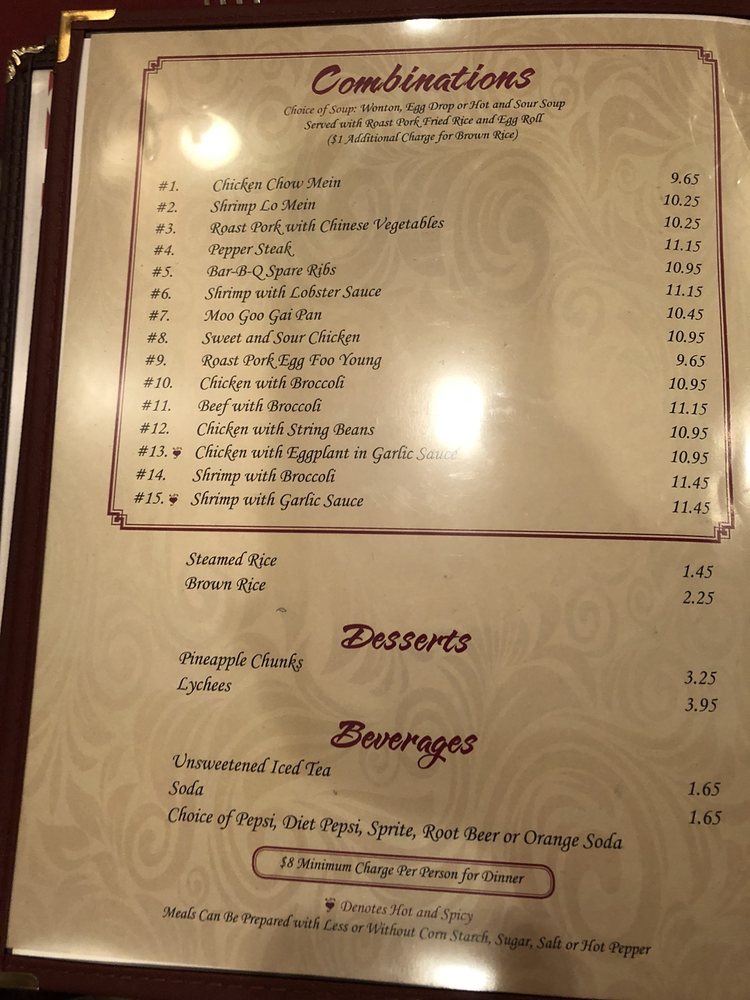 Combinations
Choice of Soup: Wonton, Egg Drop or Hot and Sour Soup
Served with Roast Pork Fried Rice and Egg Roll
($1 Additional Charge for Brown Rice)
#1. Chicken Chow Mein 9.65
#2. Shrimp Lo Mein 10.25
#3. Roast Pork with Chinese Vegetables 10.25
#4. Pepper Steak 11.15
#5. Bar-B-Q Spare Ribs 10.95
#6. Shrimp with Lobster Sauce 11.15
#7. Moo Goo Gai Pan 10.45
#8. Sweet and Sour Chicken 10.95
#9. Roast Pork Egg Foo Young 9.65
#10. Chicken with Broccoli 10.95
#11. Beef with Broccoli 11.15
#12. Chicken with String Beans 10.95
#13. Chicken with Eggplant in Garlic Sauce 10.95
#14. Shrimp with Broccoli 11.45
#15. Shrimp with Garlic Sauce 11.45
Steamed Rice 1.45
Brown Rice 2.25
Desserts
Pineapple Chunks 3.25
Lychees 3.95
Beverages
Unsweetened Iced Tea 1.65
Soda 1.65
Choice of Pepsi, Diet Pepsi, Sprite, Root Beer or Orange Soda
$8 Minimum Charge Per Person for Dinner
Denotes Hot and Spicy
Meals Can Be Prepared with Less or Without Corn Starch, Sugar, Salt or Hot Pepper